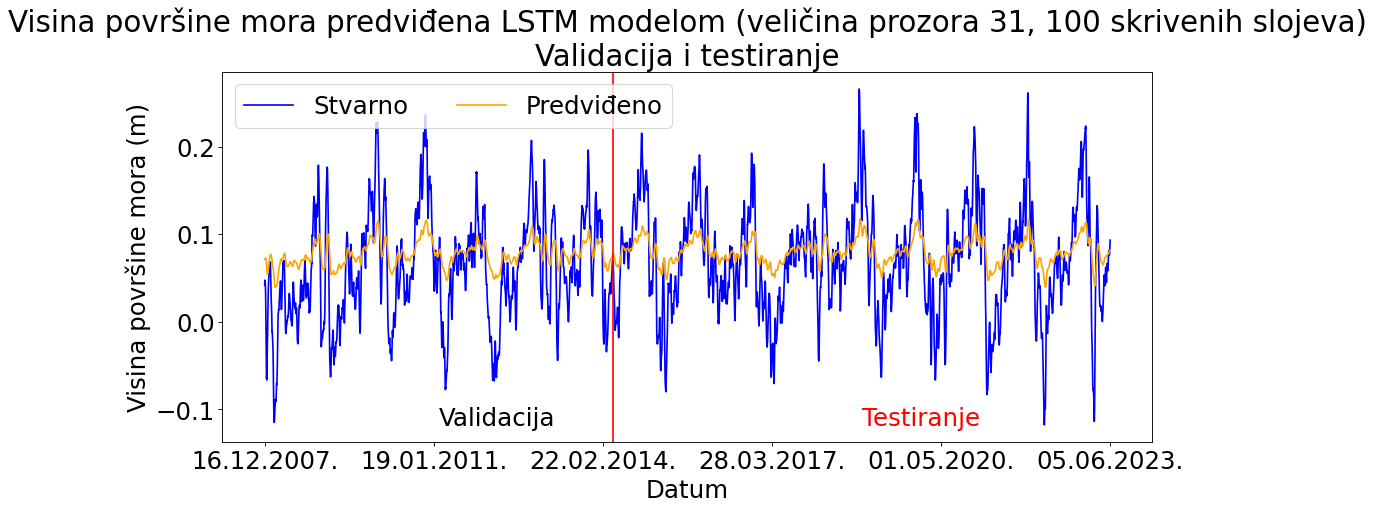 Visina površine mora predviđena LSTM modelom (veličina prozora 31, 100 skrivenih slojeva)
Validacija i testiranje
Stvarno
Predviđeno
Visina površine mora (m)
0.2
0.1
0.0
−0.1
Validacija
Testiranje
16.12.2007.
19.01.2011.
22.02.2014.
28.03.2017.
01.05.2020.
05.06.2023.
Datum